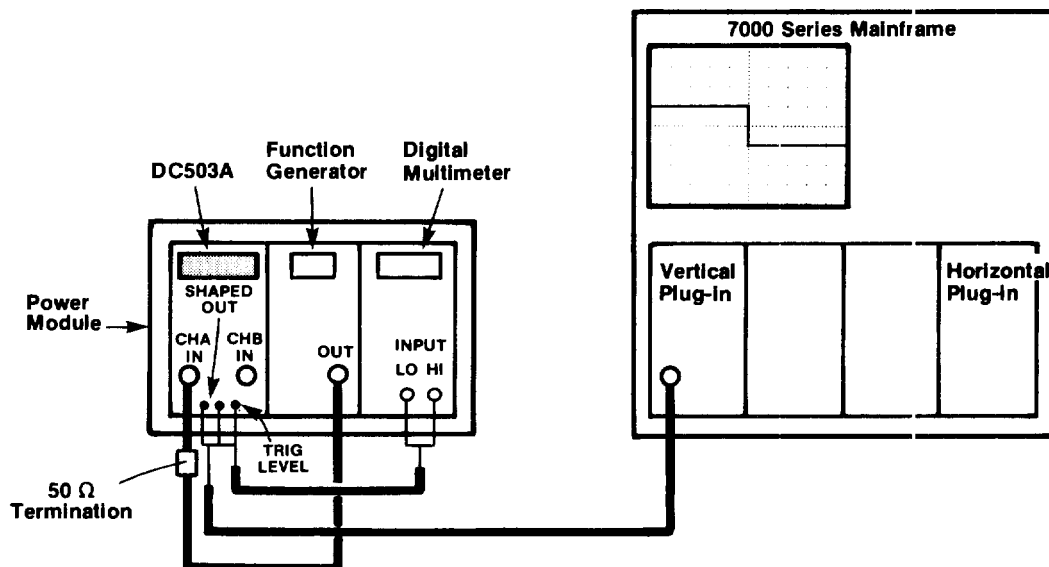 7000 Series Mainframe
DC503A
Function
Generator
Digital
Multimeter
Power
Module
SHAPED
OUT
CHA
IN
CHB
IN
OUT
INPUT
LO HI
TRIG
LEVEL
50 Ω
Termination
Vertical
Plug-in
Horizontal
Plug-in